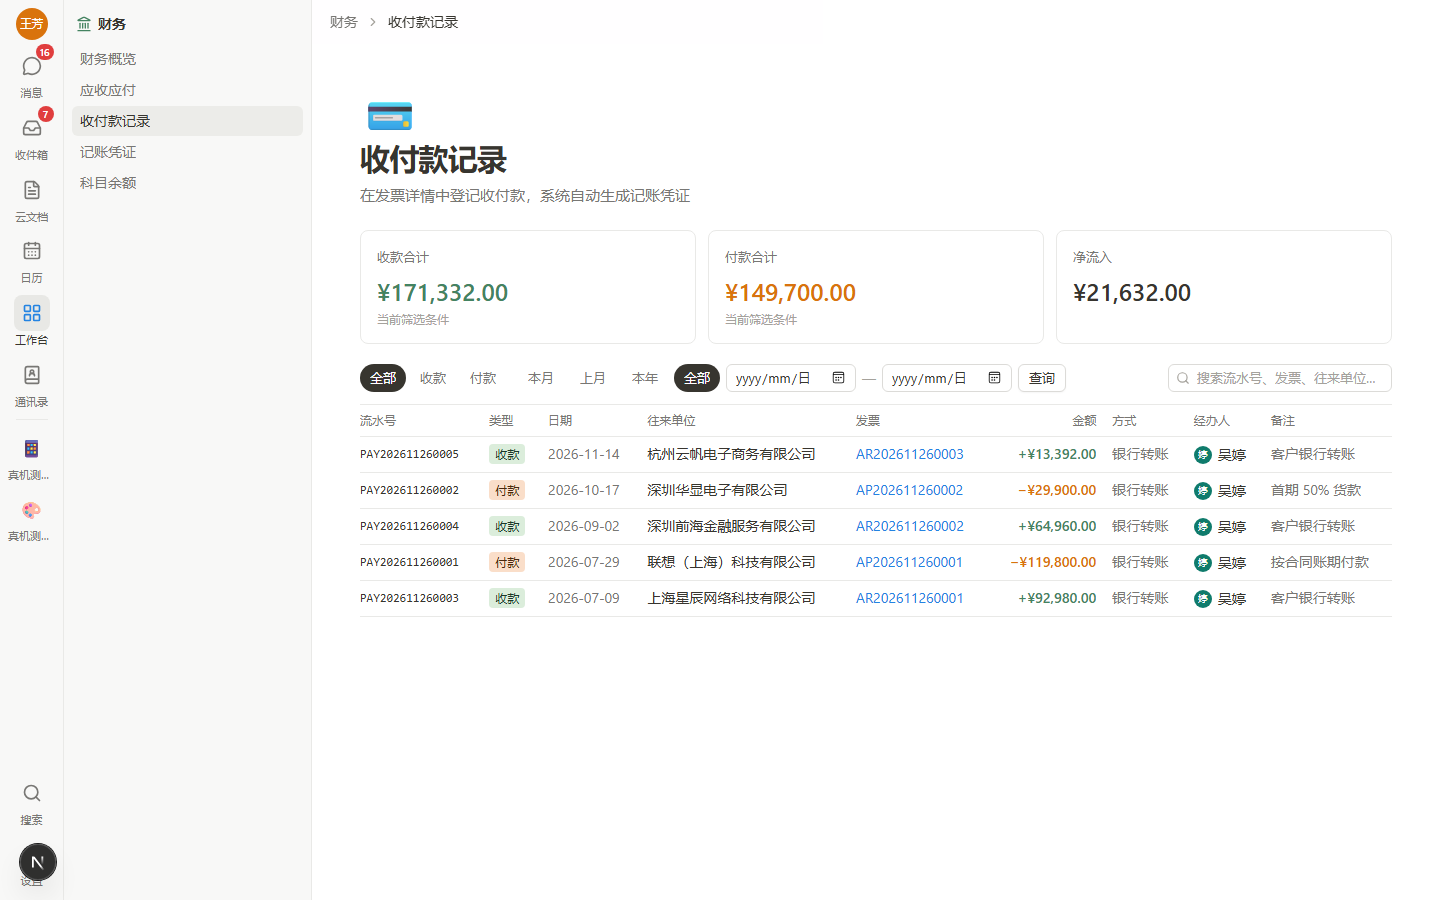 王芳
16
消息
7
收件箱
云文档
日历
工作台
通讯录
真机测...
真机测...
搜索
N
设置
财务
财务概览
应收应付
收付款记录
记账凭证
科目余额
财务 > 收付款记录
收付款记录
在发票详情中登记收付款，系统自动生成记账凭证
收款合计
¥171,332.00
当前筛选条件
付款合计
¥149,700.00
当前筛选条件
净流入
¥21,632.00
全部 收款 付款 本月 上月 本年 全部 yyyy/mm/日 — yyyy/mm/日 查询 搜索流水号、发票、往来单位...
流水号 类型 日期 往来单位 发票 金额 方式 经办人 备注
PAY202611260005 收款 2026-11-14 杭州云帆电子商务有限公司 AR202611260003 +¥13,392.00 银行转账 婷 吴婷 客户银行转账
PAY202611260002 付款 2026-10-17 深圳华显电子有限公司 AP202611260002 −¥29,900.00 银行转账 婷 吴婷 首期 50% 货款
PAY202611260004 收款 2026-09-02 深圳前海金融服务有限公司 AR202611260002 +¥64,960.00 银行转账 婷 吴婷 客户银行转账
PAY202611260001 付款 2026-07-29 联想（上海）科技有限公司 AP202611260001 −¥119,800.00 银行转账 婷 吴婷 按合同账期付款
PAY202611260003 收款 2026-07-09 上海星辰网络科技有限公司 AR202611260001 +¥92,980.00 银行转账 婷 吴婷 客户银行转账